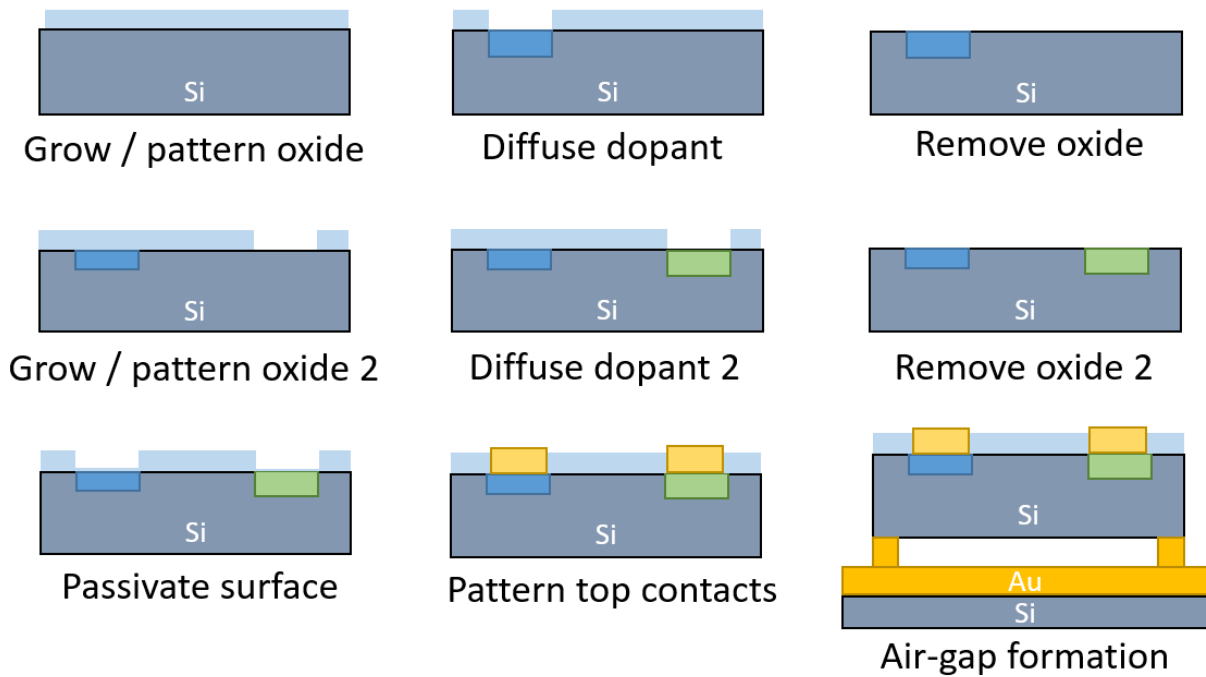 Si
Si
Si
Grow / pattern oxide
Diffuse dopant
Remove oxide
Si
Si
Si
Grow / pattern oxide 2
Diffuse dopant 2
Remove oxide 2
Si
Si
Si
Passivate surface
Pattern top contacts
Au
Si
Air-gap formation